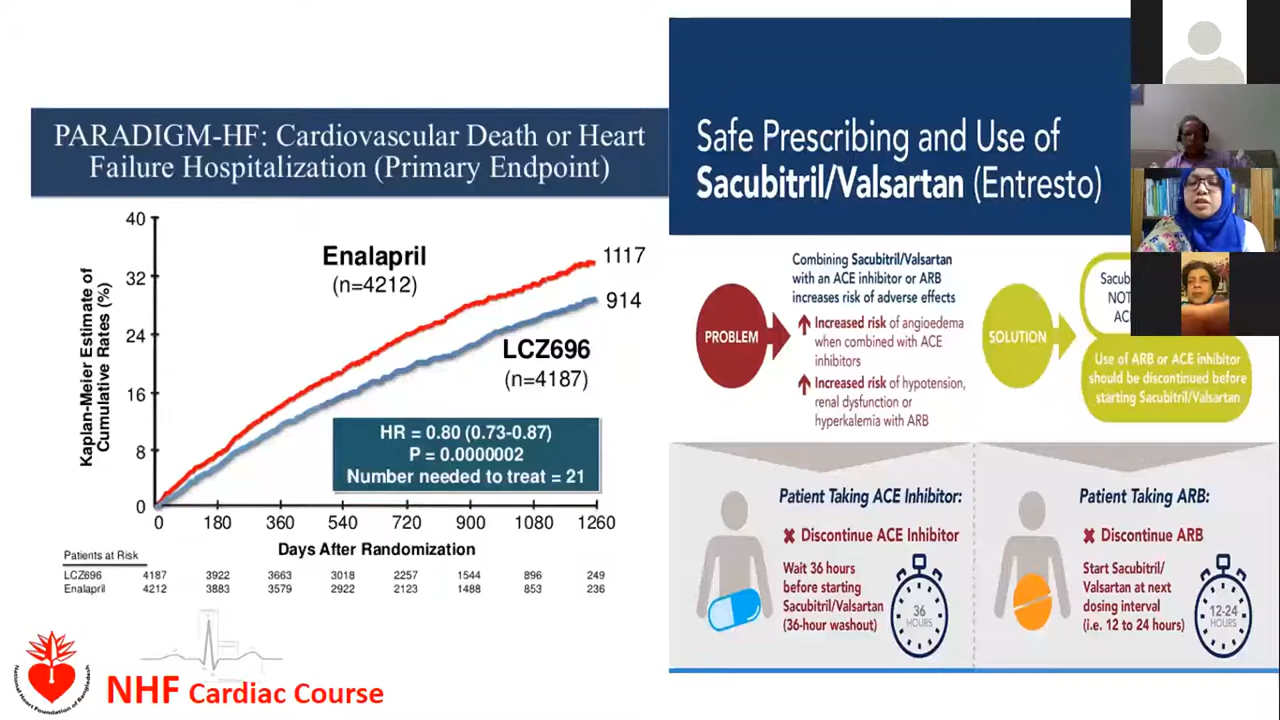 PARADIGM-HF: Cardiovascular Death or Heart
Failure Hospitalization (Primary Endpoint)
Kaplan-Meier Estimate of
Cumulative Rates (%)
40
32
24
16
8
0
Enalapril
(n=4212)
1117
914
LCZ696
(n=4187)
HR = 0.80 (0.73-0.87)
P = 0.0000002
Number needed to treat = 21
0 180 360 540 720 900 1080 1260
Days After Randomization
Patients at Risk
LCZ696 4187 3922 3663 3018 2257 1544 896 249
Enalapril 4212 3883 3579 2922 2123 1488 853 236
National Heart Foundation of Bangladesh
NHF Cardiac Course
Safe Prescribing and Use of
Sacubitril/Valsartan (Entresto)
PROBLEM
Combining Sacubitril/Valsartan
with an ACE inhibitor or ARB
increases risk of adverse effects
Increased risk of angioedema
when combined with ACE
inhibitors
Increased risk of hypotension,
renal dysfunction or
hyperkalemia with ARB
SOLUTION
NOT
Use of ARB or ACE inhibitor
should be discontinued before
starting Sacubitril/Valsartan
Patient Taking ACE Inhibitor:
✖ Discontinue ACE Inhibitor
Wait 36 hours
before starting
Sacubitril/Valsartan
(36-hour washout)
36
HOURS
Patient Taking ARB:
✖ Discontinue ARB
Start Sacubitril/
Valsartan at next
dosing interval
(i.e. 12 to 24 hours)
12-24
HOURS